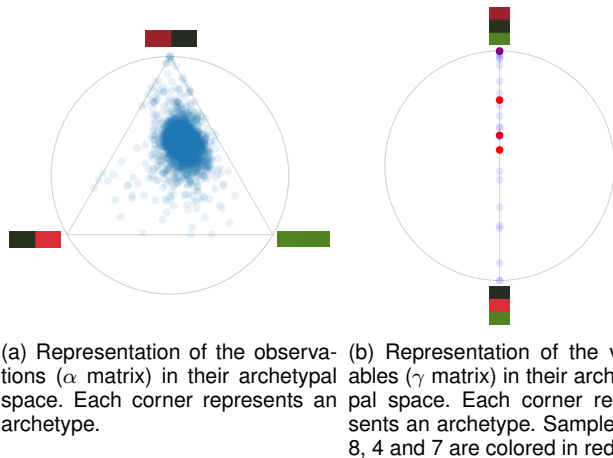 (a) Representation of the observa-
tions (α matrix) in their archetypal
space. Each corner represents an
archetype.
(b) Representation of the
ables (γ matrix) in their arch
pal space. Each corner re
sents an archetype. Sample
8, 4 and 7 are colored in red